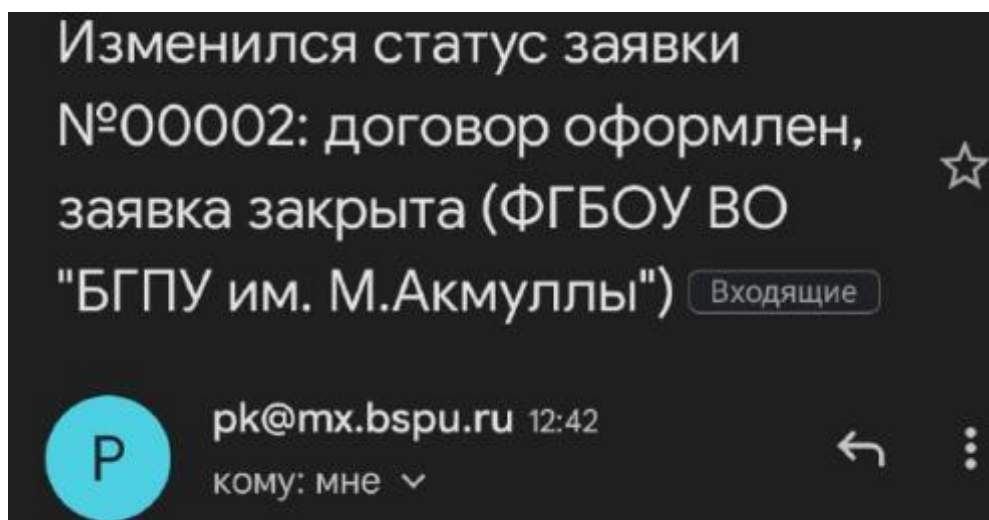 Изменился статус заявки
№00002: договор оформлен,
заявка закрыта (ФГБОУ ВО
"БГПУ им. М.Акмуллы") Входящие
P
pk@mx.bspu.ru 12:42
кому: мне